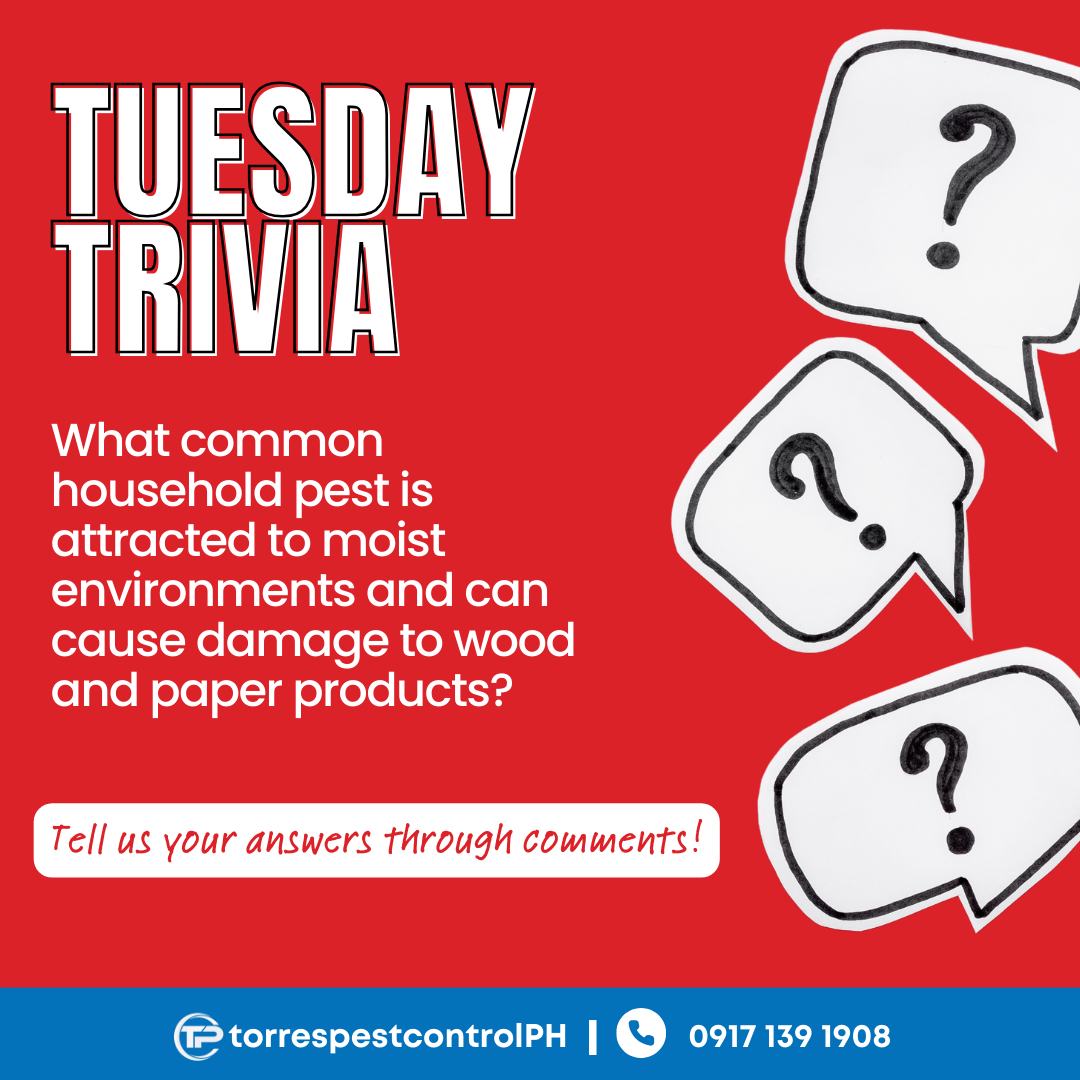 TUESDAY
TRIVIA
What common
household pest is
attracted to moist
environments and can
cause damage to wood
and paper products?
Tell us your answers through comments!
?
?
?
TP torrespestcontrolPH | 0917 139 1908